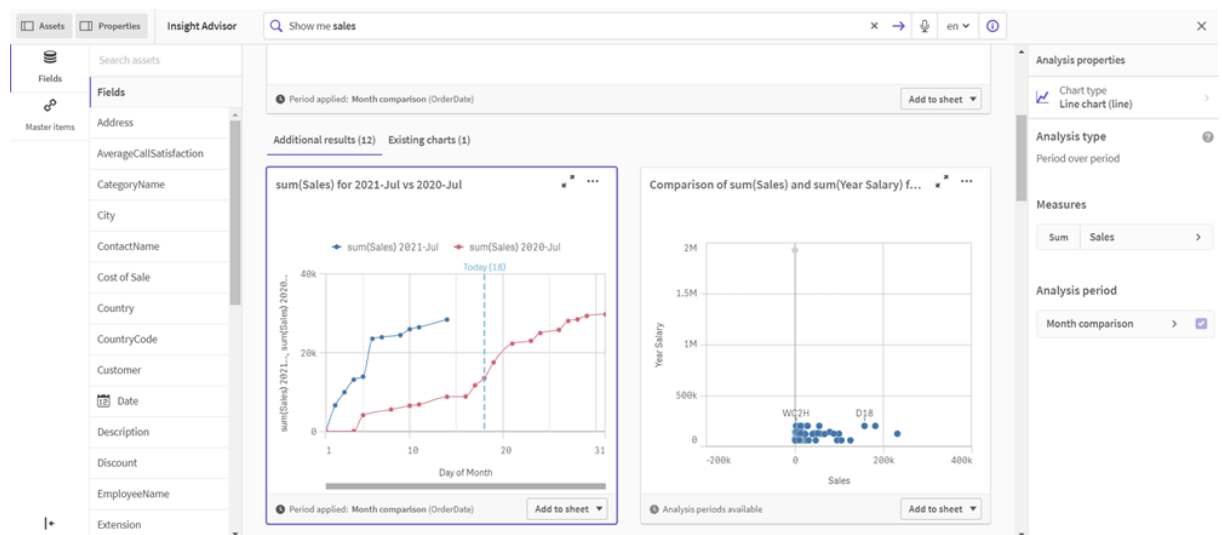 Assets Properties Insight Advisor Show me sales en
Fields
Master items
Search assets
Fields
Address
AverageCallSatisfaction
CategoryName
City
ContactName
Cost of Sale
Country
CountryCode
Customer
Date
Description
Discount
EmployeeName
Extension
Period applied: Month comparison (OrderDate) Add to sheet
Additional results (12) Existing charts (1)
sum(Sales) for 2021-Jul vs 2020-Jul
sum(Sales) 2021-Jul sum(Sales) 2020-Jul
Today (18)
sum(Sales) 2021..., sum(Sales) 2020...
40k
20k
0
1 10 20 31
Day of Month
Period applied: Month comparison (OrderDate) Add to sheet
Comparison of sum(Sales) and sum(Year Salary) f...
Year Salary
2M
1.5M
1M
500k
0
WC2H D18
-200k 0 200k 400k
Sales
Analysis periods available Add to sheet
Analysis properties
Chart type
Line chart (line)
Analysis type
Period over period
Measures
Sum Sales
Analysis period
Month comparison